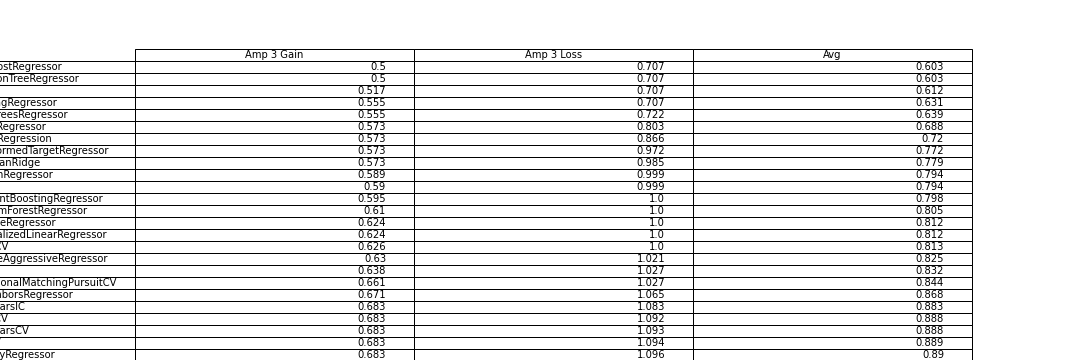 Amp 3 Gain Amp 3 Loss Avg
ostRegressor 0.5 0.707 0.603
onTreeRegressor 0.5 0.707 0.603
0.517 0.707 0.612
ngRegressor 0.555 0.707 0.631
reesRegressor 0.555 0.722 0.639
Regressor 0.573 0.803 0.688
Regression 0.573 0.866 0.72
ormedTargetRegressor 0.573 0.972 0.772
anRidge 0.573 0.985 0.779
nRegressor 0.589 0.999 0.794
0.59 0.999 0.794
ntBoostingRegressor 0.595 1.0 0.798
mForestRegressor 0.61 1.0 0.805
eRegressor 0.624 1.0 0.812
alizedLinearRegressor 0.624 1.0 0.812
CV 0.626 1.0 0.813
eAggressiveRegressor 0.63 1.021 0.825
0.638 1.027 0.832
onalMatchingPursuitCV 0.661 1.027 0.844
hborsRegressor 0.671 1.065 0.868
arsIC 0.683 1.083 0.883
CV 0.683 1.092 0.888
arsCV 0.683 1.093 0.888
0.683 1.094 0.889
yRegressor 0.683 1.096 0.89